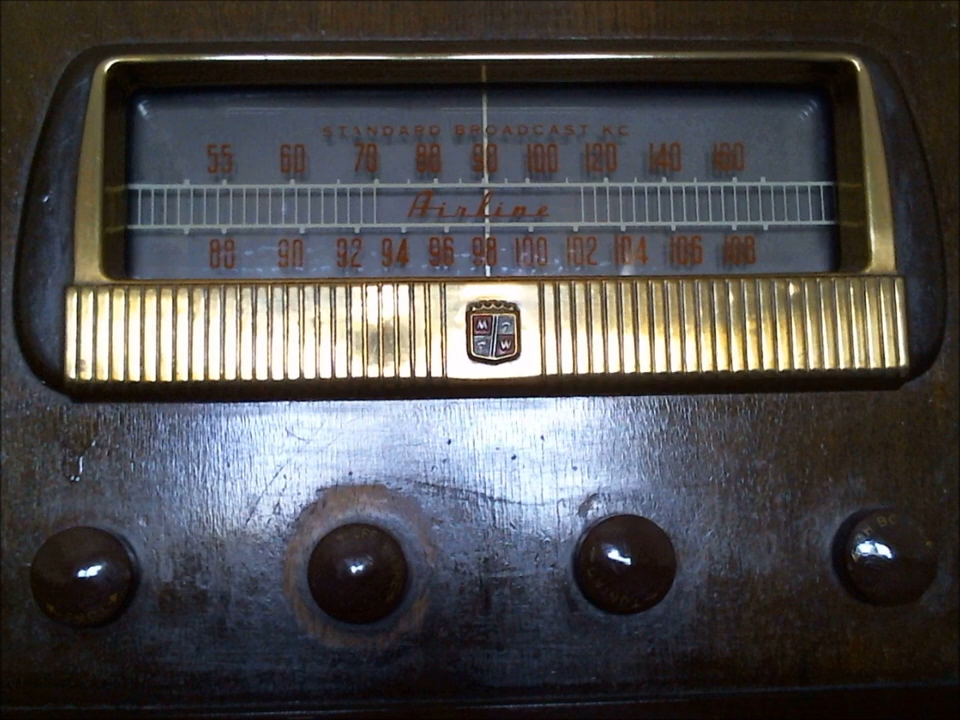 STANDARD BROADCAST KC
55 60 70 80 90 100 120 140 160
Airline
88 90 92 94 96 98 100 102 104 106 108
M
W
BC